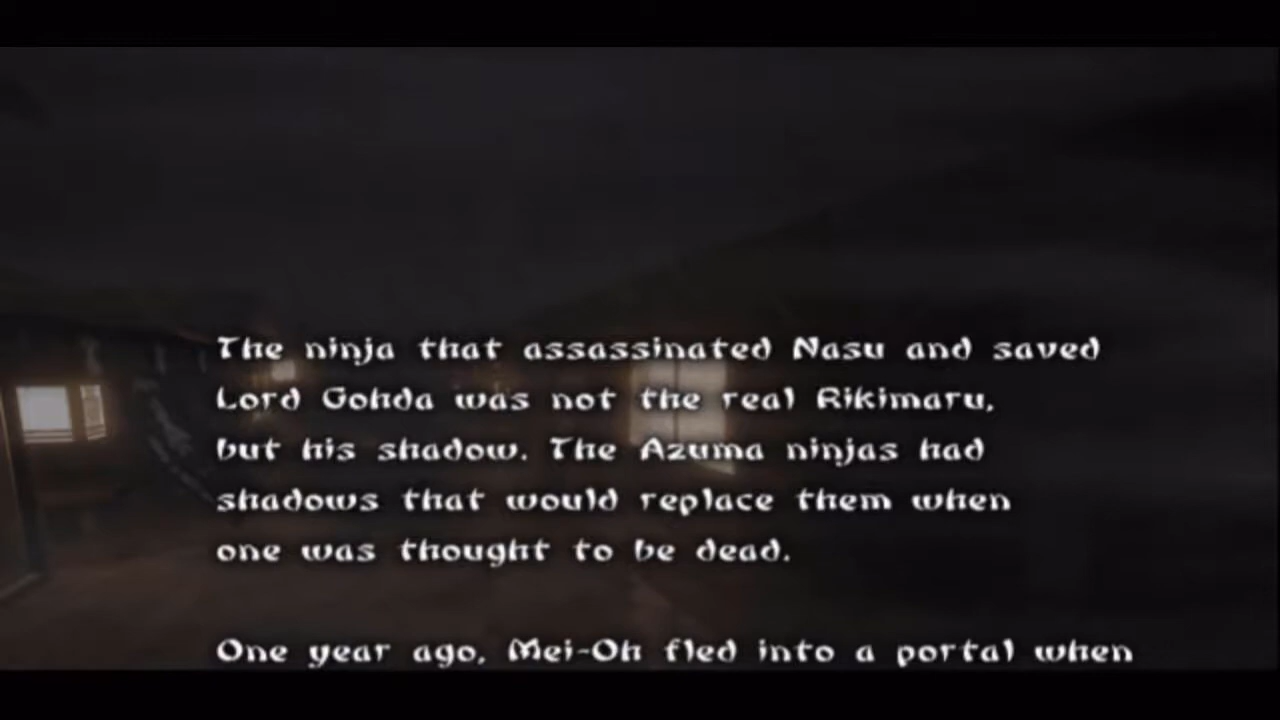 The ninja that assassinated Nasu and saved
Lord Gohda was not the real Rikimaru,
but his shadow. The Azuma ninjas had
shadows that would replace them when
one was thought to be dead.
One year ago, Mei-Oh fled into a portal when